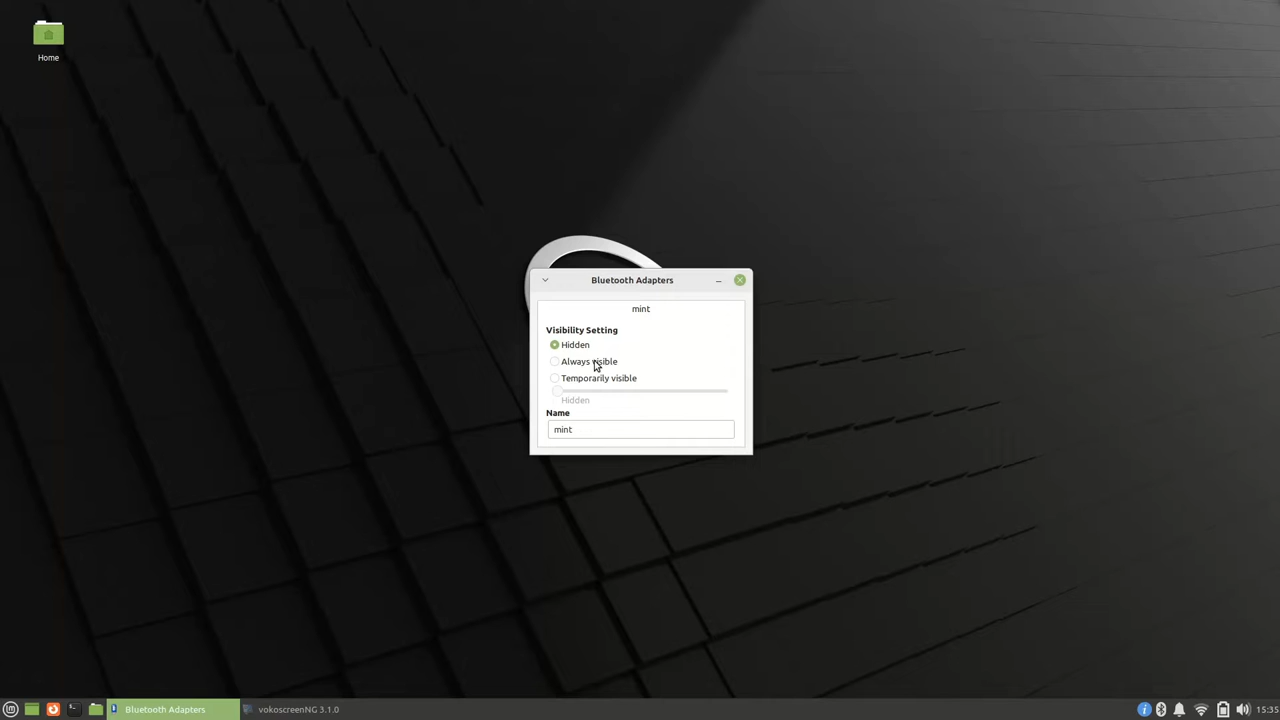 Home
Bluetooth Adapters
mint
Visibility Setting
Hidden
Always visible
Temporarily visible
Hidden
Name
mint
Bluetooth Adapters
vokoscreenNG 3.1.0
15:35